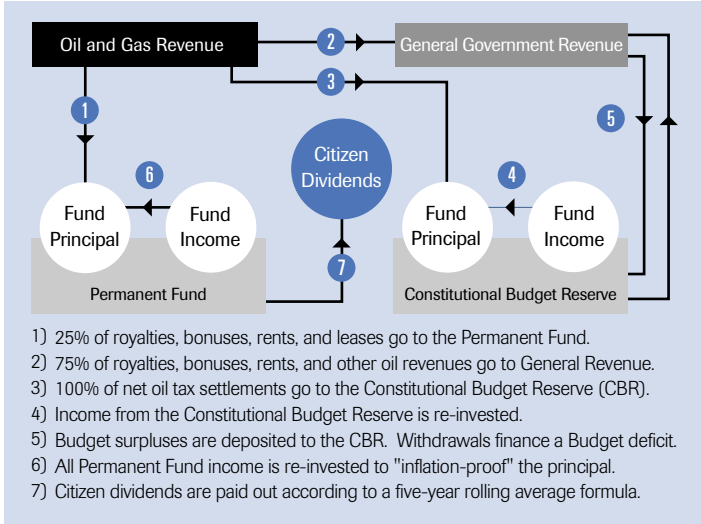 Oil and Gas Revenue
2
General Government Revenue
3
1
5
Citizen
Dividends
6
4
Fund
Principal
Fund
Income
Fund
Principal
Fund
Income
7
Permanent Fund
Constitutional Budget Reserve
1) 25% of royalties, bonuses, rents, and leases go to the Permanent Fund.
2) 75% of royalties, bonuses, rents, and other oil revenues go to General Revenue.
3) 100% of net oil tax settlements go to the Constitutional Budget Reserve (CBR).
4) Income from the Constitutional Budget Reserve is re-invested.
5) Budget surpluses are deposited to the CBR.  Withdrawals finance a Budget deficit.
6) All Permanent Fund income is re-invested to "inflation-proof" the principal.
7) Citizen dividends are paid out according to a five-year rolling average formula.